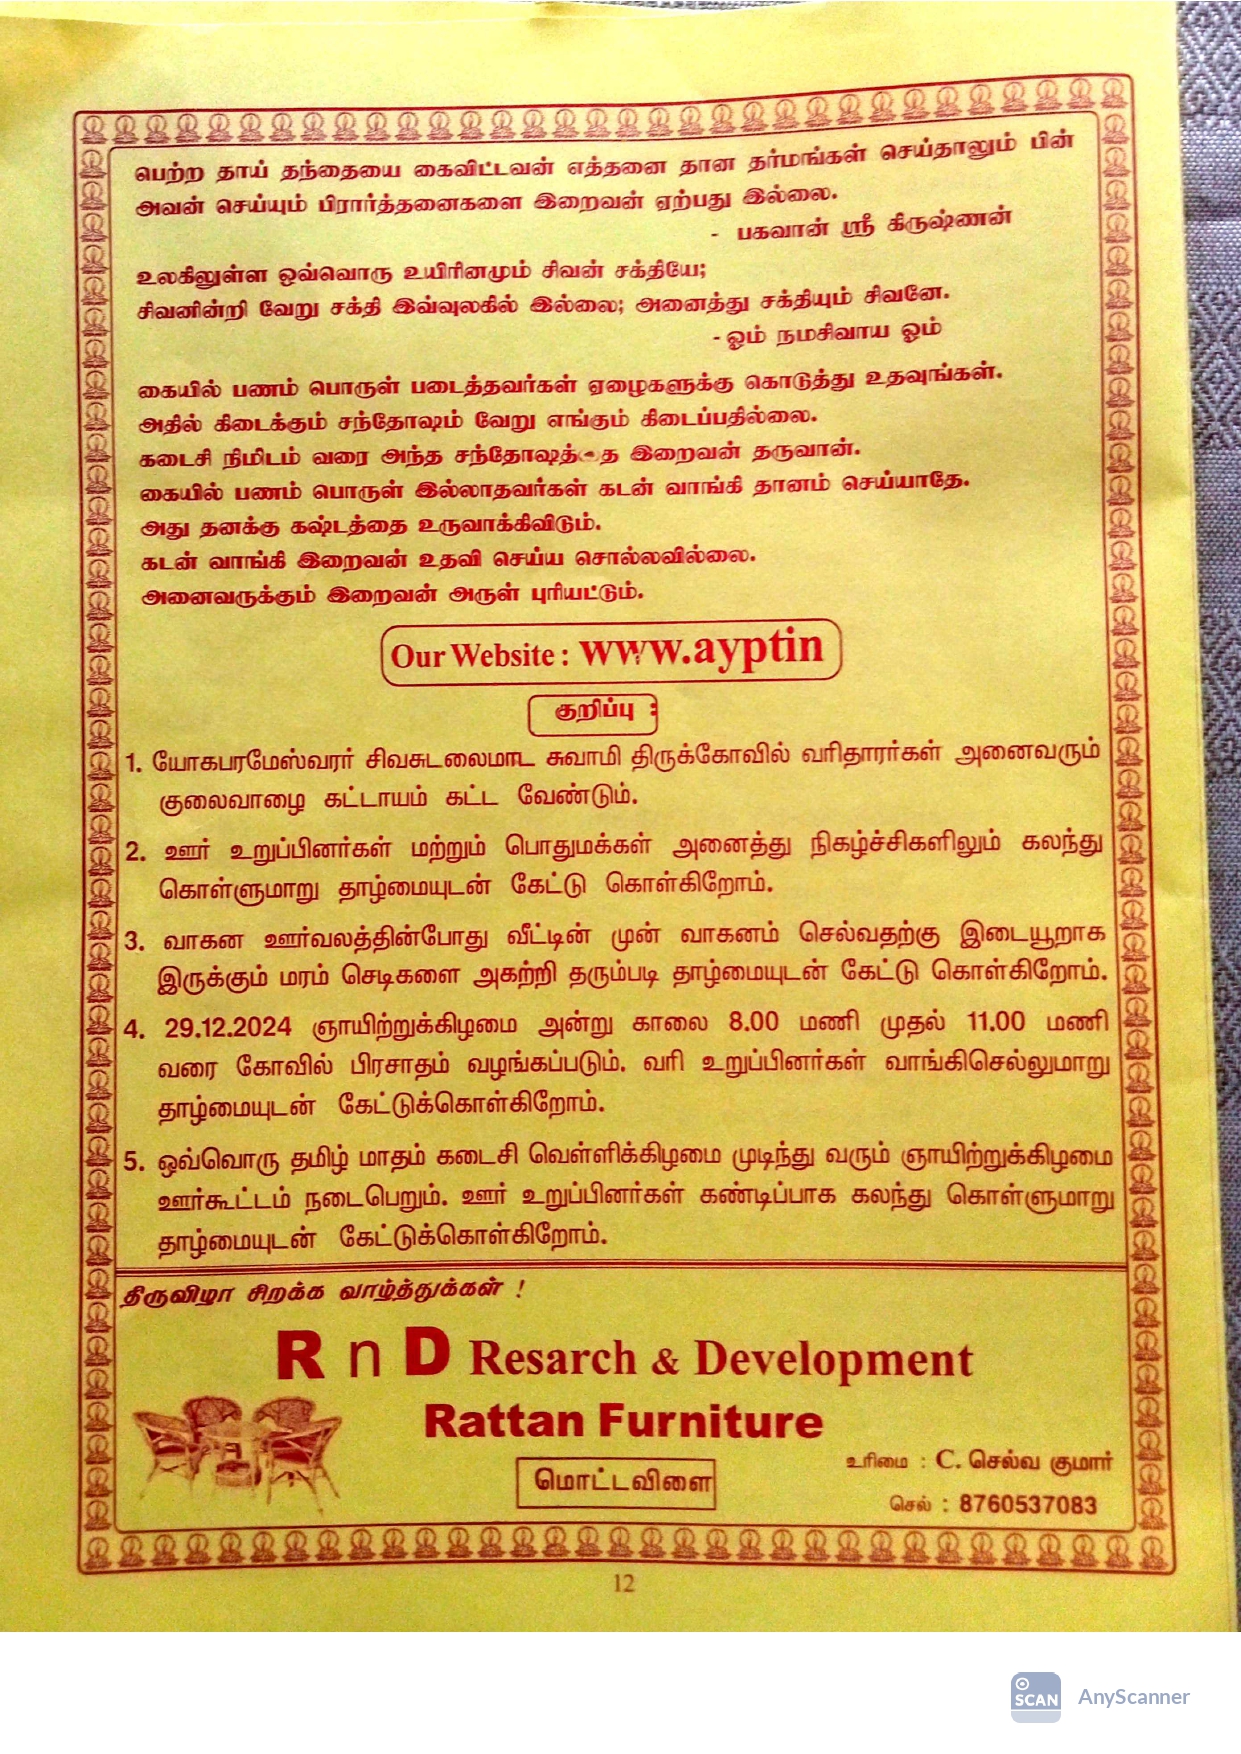 பெற்ற தாய் தந்தையை கைவிட்டவன் எத்தனை தான தர்மங்கள் செய்தாலும் பின்
அவன் செய்யும் பிரார்த்தனைகளை இறைவன் ஏற்பது இல்லை.
- பகவான் ஸ்ரீ கிருஷ்ணன்
உலகிலுள்ள ஒவ்வொரு உயிரினமும் சிவன் சக்தியே;
சிவனின்றி வேறு சக்தி இவ்வுலகில் இல்லை; அனைத்து சக்தியும் சிவனே.
- ஓம் நமசிவாய ஓம்
கையில் பணம் பொருள் படைத்தவர்கள் ஏழைகளுக்கு கொடுத்து உதவுங்கள்.
அதில் கிடைக்கும் சந்தோஷம் வேறு எங்கும் கிடைப்பதில்லை.
கடைசி நிமிடம் வரை அந்த சந்தோஷத்தை இறைவன் தருவான்.
கையில் பணம் பொருள் இல்லாதவர்கள் கடன் வாங்கி தானம் செய்யாதே.
அது தனக்கு கஷ்டத்தை உருவாக்கிவிடும்.
கடன் வாங்கி இறைவன் உதவி செய்ய சொல்லவில்லை.
அனைவருக்கும் இறைவன் அருள் புரியட்டும்.
Our Website : www.ayptin
குறிப்பு :
1. யோகபரமேஸ்வரர் சிவசுடலைமாட சுவாமி திருக்கோவில் வரிதாரர்கள் அனைவரும்
குலைவாழை கட்டாயம் கட்ட வேண்டும்.
2. ஊர் உறுப்பினர்கள் மற்றும் பொதுமக்கள் அனைத்து நிகழ்ச்சிகளிலும் கலந்து
கொள்ளுமாறு தாழ்மையுடன் கேட்டு கொள்கிறோம்.
3. வாகன ஊர்வலத்தின்போது வீட்டின் முன் வாகனம் செல்வதற்கு இடையூறாக
இருக்கும் மரம் செடிகளை அகற்றி தரும்படி தாழ்மையுடன் கேட்டு கொள்கிறோம்.
4. 29.12.2024 ஞாயிற்றுக்கிழமை அன்று காலை 8.00 மணி முதல் 11.00 மணி
வரை கோவில் பிரசாதம் வழங்கப்படும். வரி உறுப்பினர்கள் வாங்கிசெல்லுமாறு
தாழ்மையுடன் கேட்டுக்கொள்கிறோம்.
5. ஒவ்வொரு தமிழ் மாதம் கடைசி வெள்ளிக்கிழமை முடிந்து வரும் ஞாயிற்றுக்கிழமை
ஊர்கூட்டம் நடைபெறும். ஊர் உறுப்பினர்கள் கண்டிப்பாக கலந்து கொள்ளுமாறு
தாழ்மையுடன் கேட்டுக்கொள்கிறோம்.
திருவிழா சிறக்க வாழ்த்துக்கள் !
R n D Resarch & Development
Rattan Furniture
மொட்டவிளை
உரிமை : C. செல்வ குமார்
செல் : 8760537083
12
SCAN AnyScanner